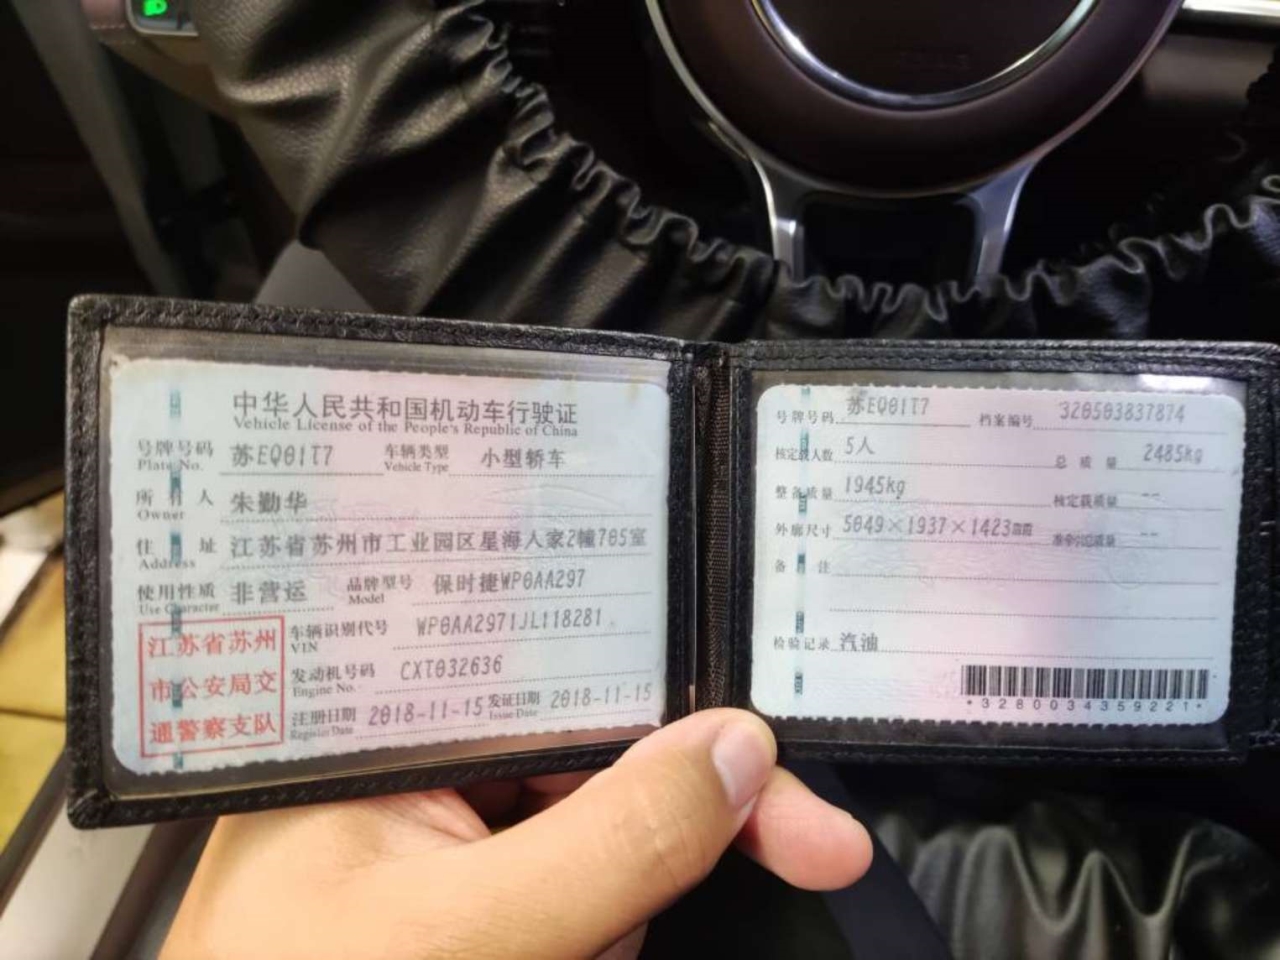 中华人民共和国机动车行驶证
Vehicle License of the People's Republic of China
号牌号码 苏EQ01T7 车辆类型 小型轿车
Plate No. Vehicle Type
所有人 朱勤华
Owner
住址 江苏省苏州市工业园区星海人家2幢705室
Address
使用性质 非营运 品牌型号 保时捷WP0AA297
Use Character Model
江苏省苏州
市公安局交
通警察支队
车辆识别代号 WP0AA2971JL118281
VIN
发动机号码 CXT032636
Engine No.
注册日期 2018-11-15 发证日期 2018-11-15
Register Date Issue Date
号牌号码 苏EQ01T7 档案编号 320503837874
核定载人数 5人 总质量 2485kg
整备质量 1945kg 核定载质量 --
外廓尺寸 5049×1937×1423mm 准牵引总质量 --
备注
检验记录 汽油
*3280034359221*